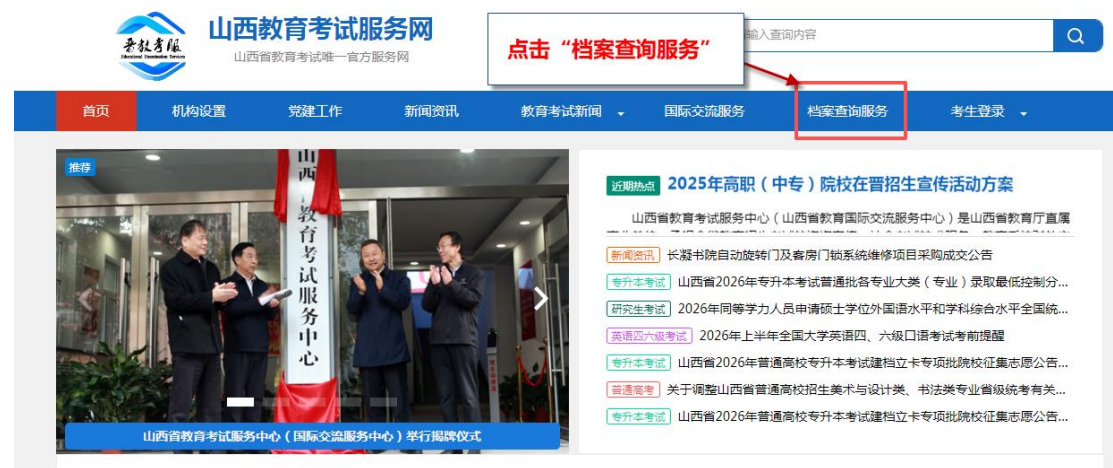 晋教考服
Educational Examination Services
山西教育考试服务网
山西省教育考试唯一官方服务网
点击“档案查询服务”
输入查询内容
首页 机构设置 党建工作 新闻资讯 教育考试新闻 国际交流服务 档案查询服务 考生登录
推荐
山西省教育考试服务中心
近期热点 2025年高职（中专）院校在晋招生宣传活动方案
山西省教育考试服务中心（山西省教育国际交流服务中心）是山西省教育厅直属
新闻资讯 长凝书院自动旋转门及客房门锁系统维修项目采购成交公告
专升本考试 山西省2026年专升本考试普通批各专业大类（专业）录取最低控制分...
研究生考试 2026年同等学力人员申请硕士学位外国语水平和学科综合水平全国统...
英语四六级考试 2026年上半年全国大学英语四、六级口语考试考前提醒
专升本考试 山西省2026年普通高校专升本考试建档立卡专项批院校征集志愿公告...
普通高考 关于调整山西省普通高校招生美术与设计类、书法类专业省级统考有关...
专升本考试 山西省2026年普通高校专升本考试建档立卡专项批院校征集志愿公告...
山西省教育考试服务中心（国际交流服务中心）举行揭牌仪式